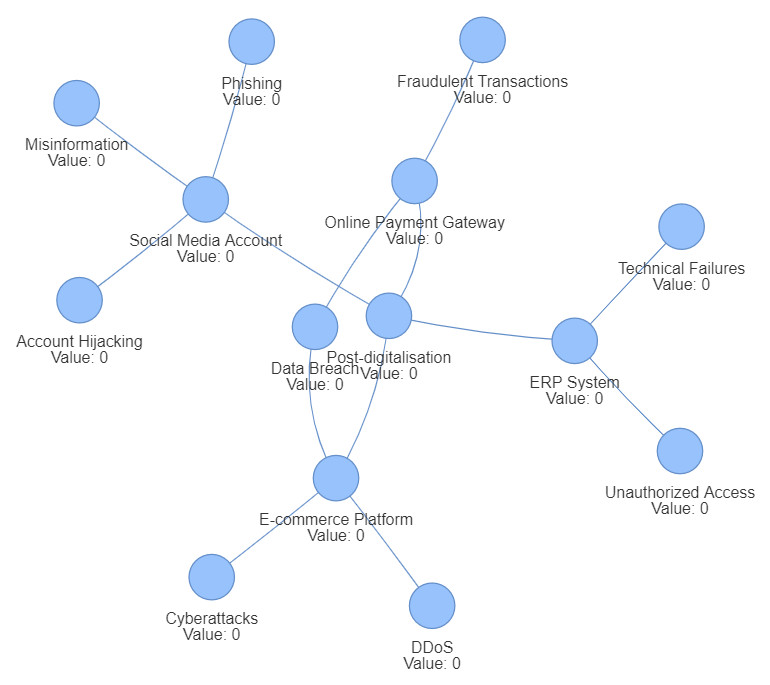 Phishing
Value: 0
Fraudulent Transactions
Value: 0
Misinformation
Value: 0
Online Payment Gateway
Value: 0
Social Media Account
Value: 0
Technical Failures
Value: 0
Account Hijacking
Value: 0
Post-digitalisation
Value: 0
Data Breach
Value: 0
ERP System
Value: 0
Unauthorized Access
Value: 0
E-commerce Platform
Value: 0
Cyberattacks
Value: 0
DDoS
Value: 0